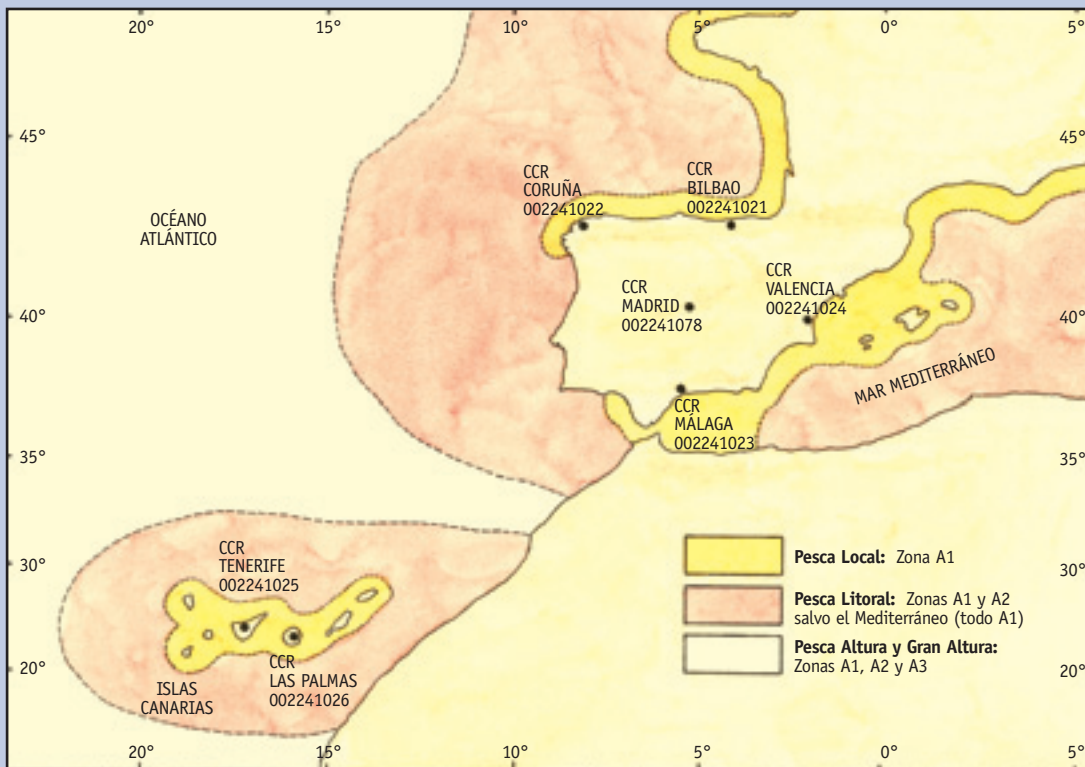 20°
15°
10°
5°
0°
5°
45°
45°
CCR
CORUÑA
002241022
CCR
BILBAO
002241021
OCÉANO
ATLÁNTICO
CCR
MADRID
002241078
CCR
VALENCIA
002241024
40°
40°
MAR MEDITERRÁNEO
CCR
MÁLAGA
002241023
35°
35°
30°
30°
CCR
TENERIFE
002241025
Pesca Local: Zona A1
Pesca Litoral: Zonas A1 y A2
salvo el Mediterráneo (todo A1)
Pesca Altura y Gran Altura:
Zonas A1, A2 y A3
20°
20°
CCR
LAS PALMAS
002241026
ISLAS
CANARIAS
20°
15°
10°
5°
0°
5°